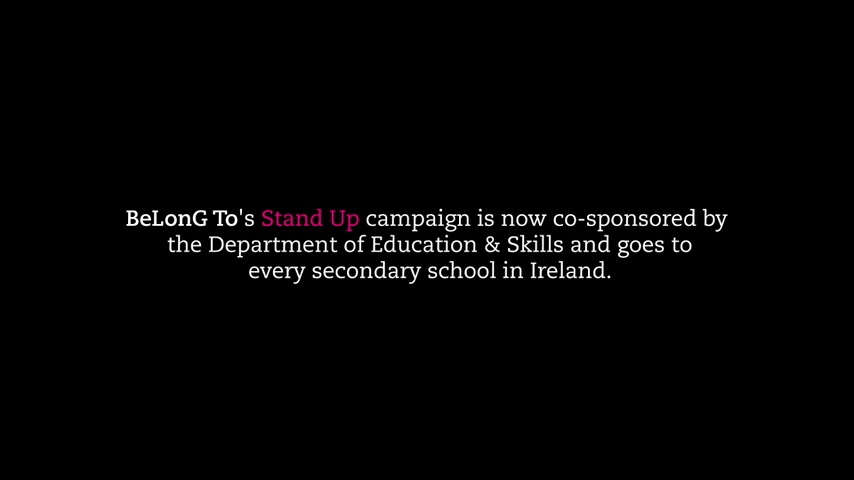 BeLonG To's Stand Up campaign is now co-sponsored by
the Department of Education & Skills and goes to
every secondary school in Ireland.